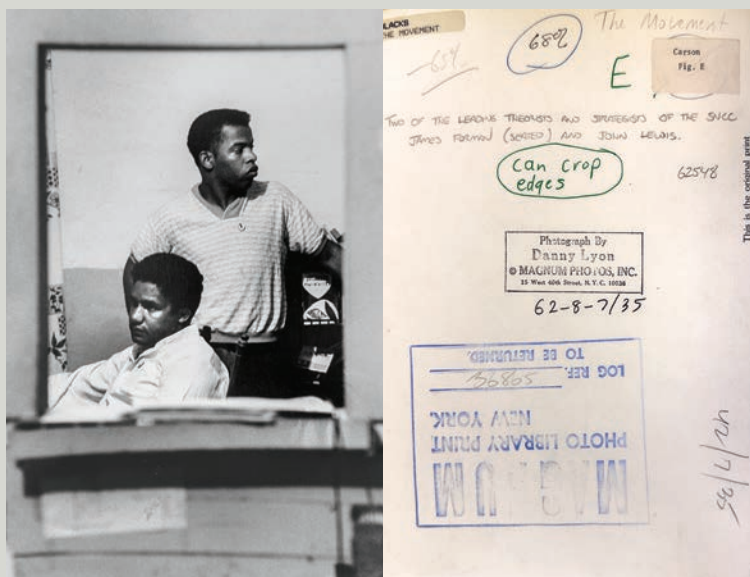 BLACKS
THE MOVEMENT
The Movement
68%
65%
E
Carson
Fig. E
TWO OF THE LEADING THEORISTS AND STRATEGISTS OF THE SNCC
JAMES FORMAN (SEATED) AND JOHN LEWIS.
can crop
edges
62548
This is the original print
Photograph By
Danny Lyon
© MAGNUM PHOTOS, INC.
25 West 40th Street, N.Y.C. 10036
62-8-7/35
MAGNUM
PHOTO LIBRARY PRINT
NEW YORK.
LOG REF. 36865
TO BE RETURNED.